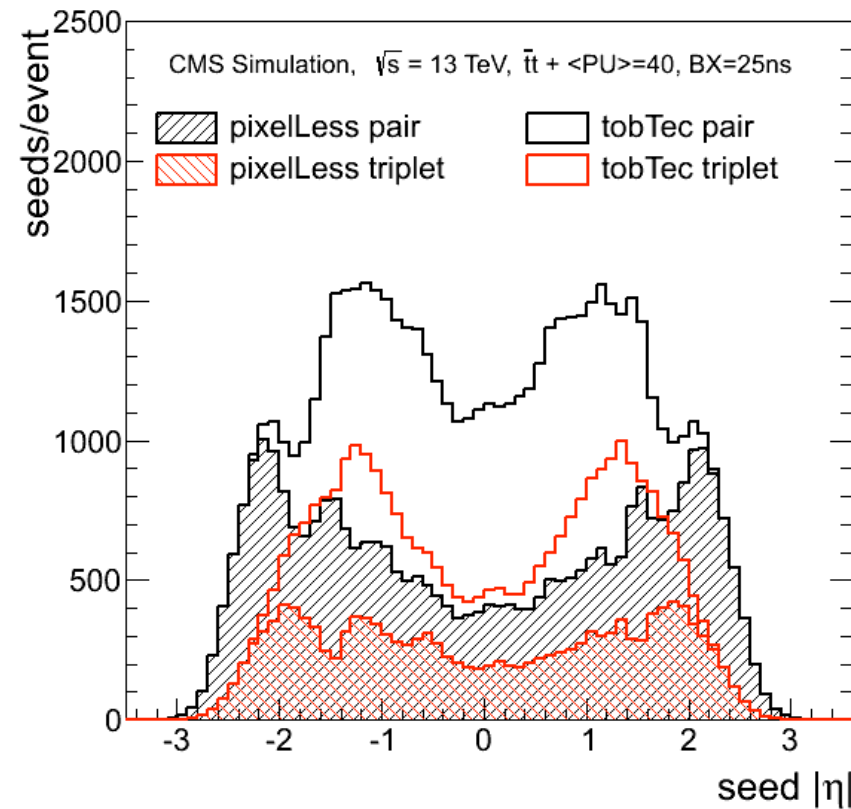 2500
CMS Simulation, √s = 13 TeV, t̅t + <PU>=40, BX=25ns
pixelLess pair
tobTec pair
pixelLess triplet
tobTec triplet
seeds/event
2000
1500
1000
500
0
-3 -2 -1 0 1 2 3
seed |η|